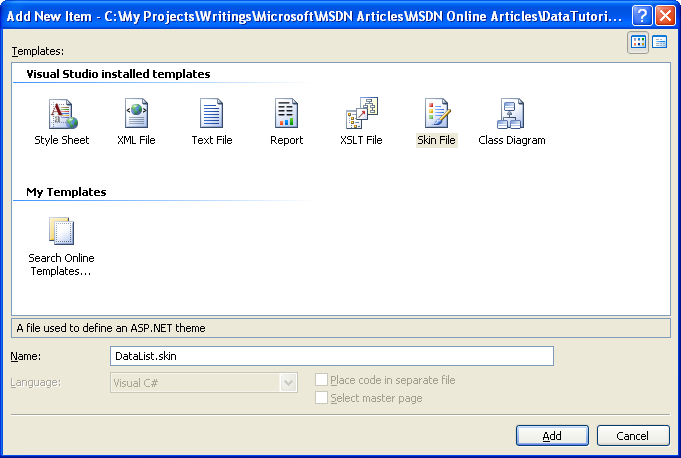 Add New Item - C:\My Projects\Writings\Microsoft\MSDN Articles\MSDN Online Articles\DataTutori...
Templates:
Visual Studio installed templates
Style Sheet
XML File
Text File
Report
XSLT File
Skin File
Class Diagram
My Templates
Search Online
Templates...
A file used to define an ASP.NET theme
Name:
DataList.skin
Language:
Visual C#
Place code in separate file
Select master page
Add
Cancel